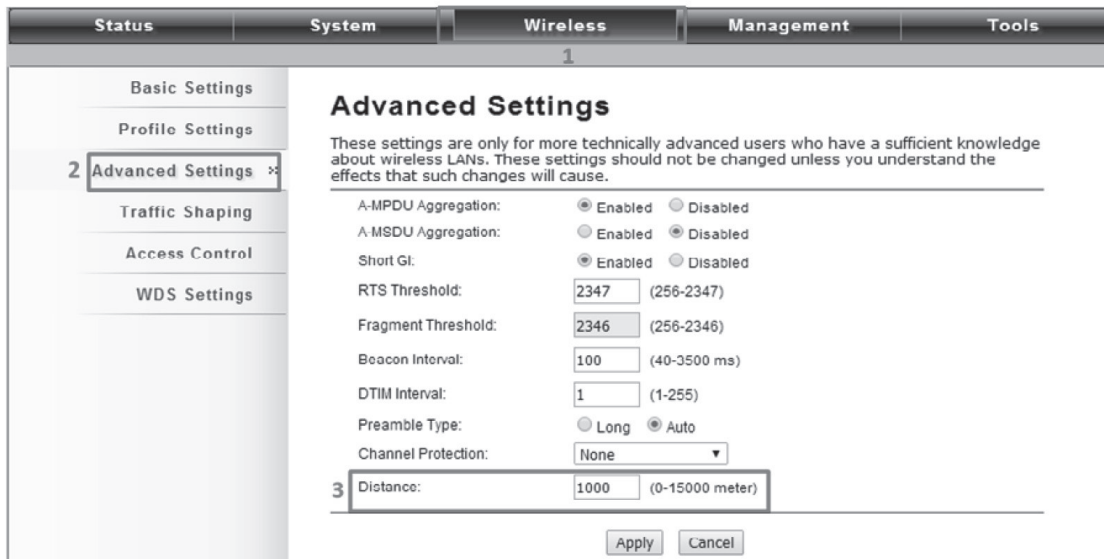 Status System Wireless Management Tools
1
Basic Settings
Profile Settings
2 Advanced Settings »
Traffic Shaping
Access Control
WDS Settings
Advanced Settings
These settings are only for more technically advanced users who have a sufficient knowledge
about wireless LANs. These settings should not be changed unless you understand the
effects that such changes will cause.
A-MPDU Aggregation: Enabled Disabled
A-MSDU Aggregation: Enabled Disabled
Short GI: Enabled Disabled
RTS Threshold: 2347 (256-2347)
Fragment Threshold: 2346 (256-2346)
Beacon Interval: 100 (40-3500 ms)
DTIM Interval: 1 (1-255)
Preamble Type: Long Auto
Channel Protection: None
3 Distance: 1000 (0-15000 meter)
Apply Cancel